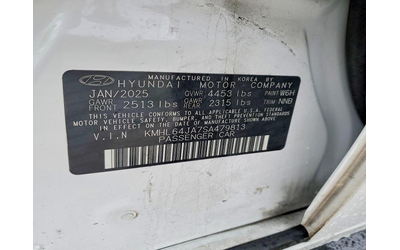 MANUFACTURED IN KOREA BY
HYUNDAI MOTOR COMPANY
JAN/2025 GVWR 4453 lbs PAINT W6H
GAWR FRONT 2513 lbs GAWR REAR 2315 lbs TRIM NNB
THIS VEHICLE CONFORMS TO ALL APPLICABLE U.S.A. FEDERAL
MOTOR VEHICLE SAFETY, BUMPER, AND THEFT PREVENTION
STANDARDS IN EFFECT ON THE DATE OF MANUFACTURE SHOWN ABOVE.
V.I.N KMHL64JA7SA479813
PASSENGER CAR